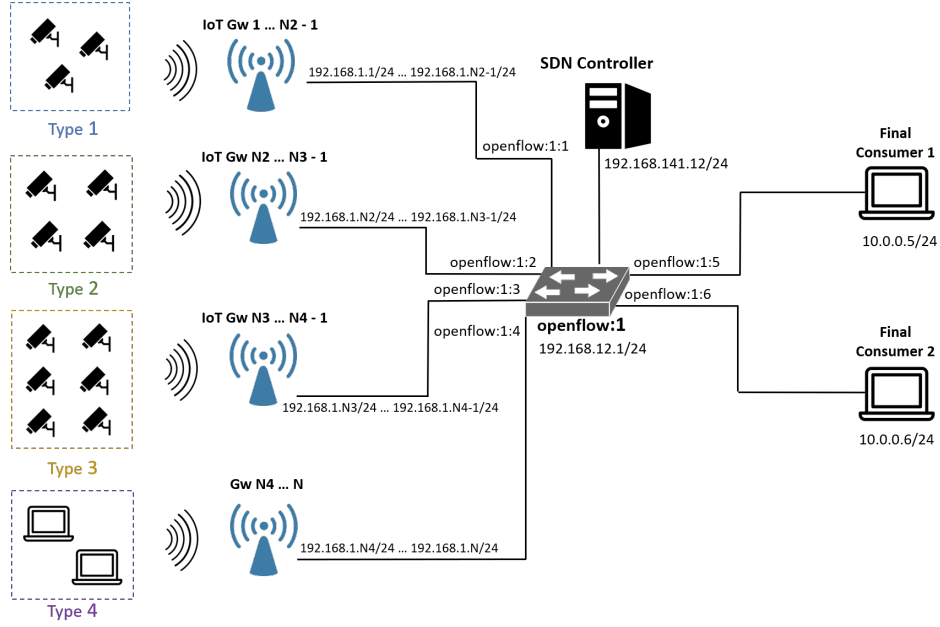 IoT Gw 1 ... N2 - 1
192.168.1.1/24 ... 192.168.1.N2-1/24
Type 1
SDN Controller
192.168.141.12/24
openflow:1:1
Final
Consumer 1
10.0.0.5/24
IoT Gw N2 ... N3 - 1
192.168.1.N2/24 ... 192.168.1.N3-1/24
Type 2
openflow:1:2
openflow:1:3
openflow:1:4
openflow:1:5
openflow:1:6
openflow:1
192.168.12.1/24
IoT Gw N3 ... N4 - 1
192.168.1.N3/24 ... 192.168.1.N4-1/24
Type 3
Final
Consumer 2
10.0.0.6/24
Gw N4 ... N
192.168.1.N4/24 ... 192.168.1.N/24
Type 4